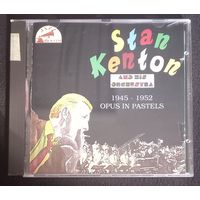 Stan
Kenton
AND HIS
ORCHESTRA
1945 - 1952
OPUS IN PASTELS